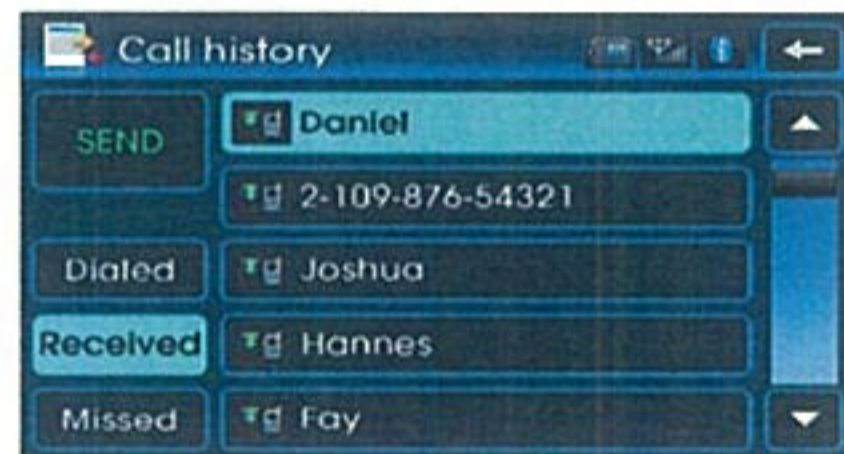 Call history
SEND
Daniel
2-109-876-54321
Dialed
Joshua
Received
Hannes
Missed
Fay